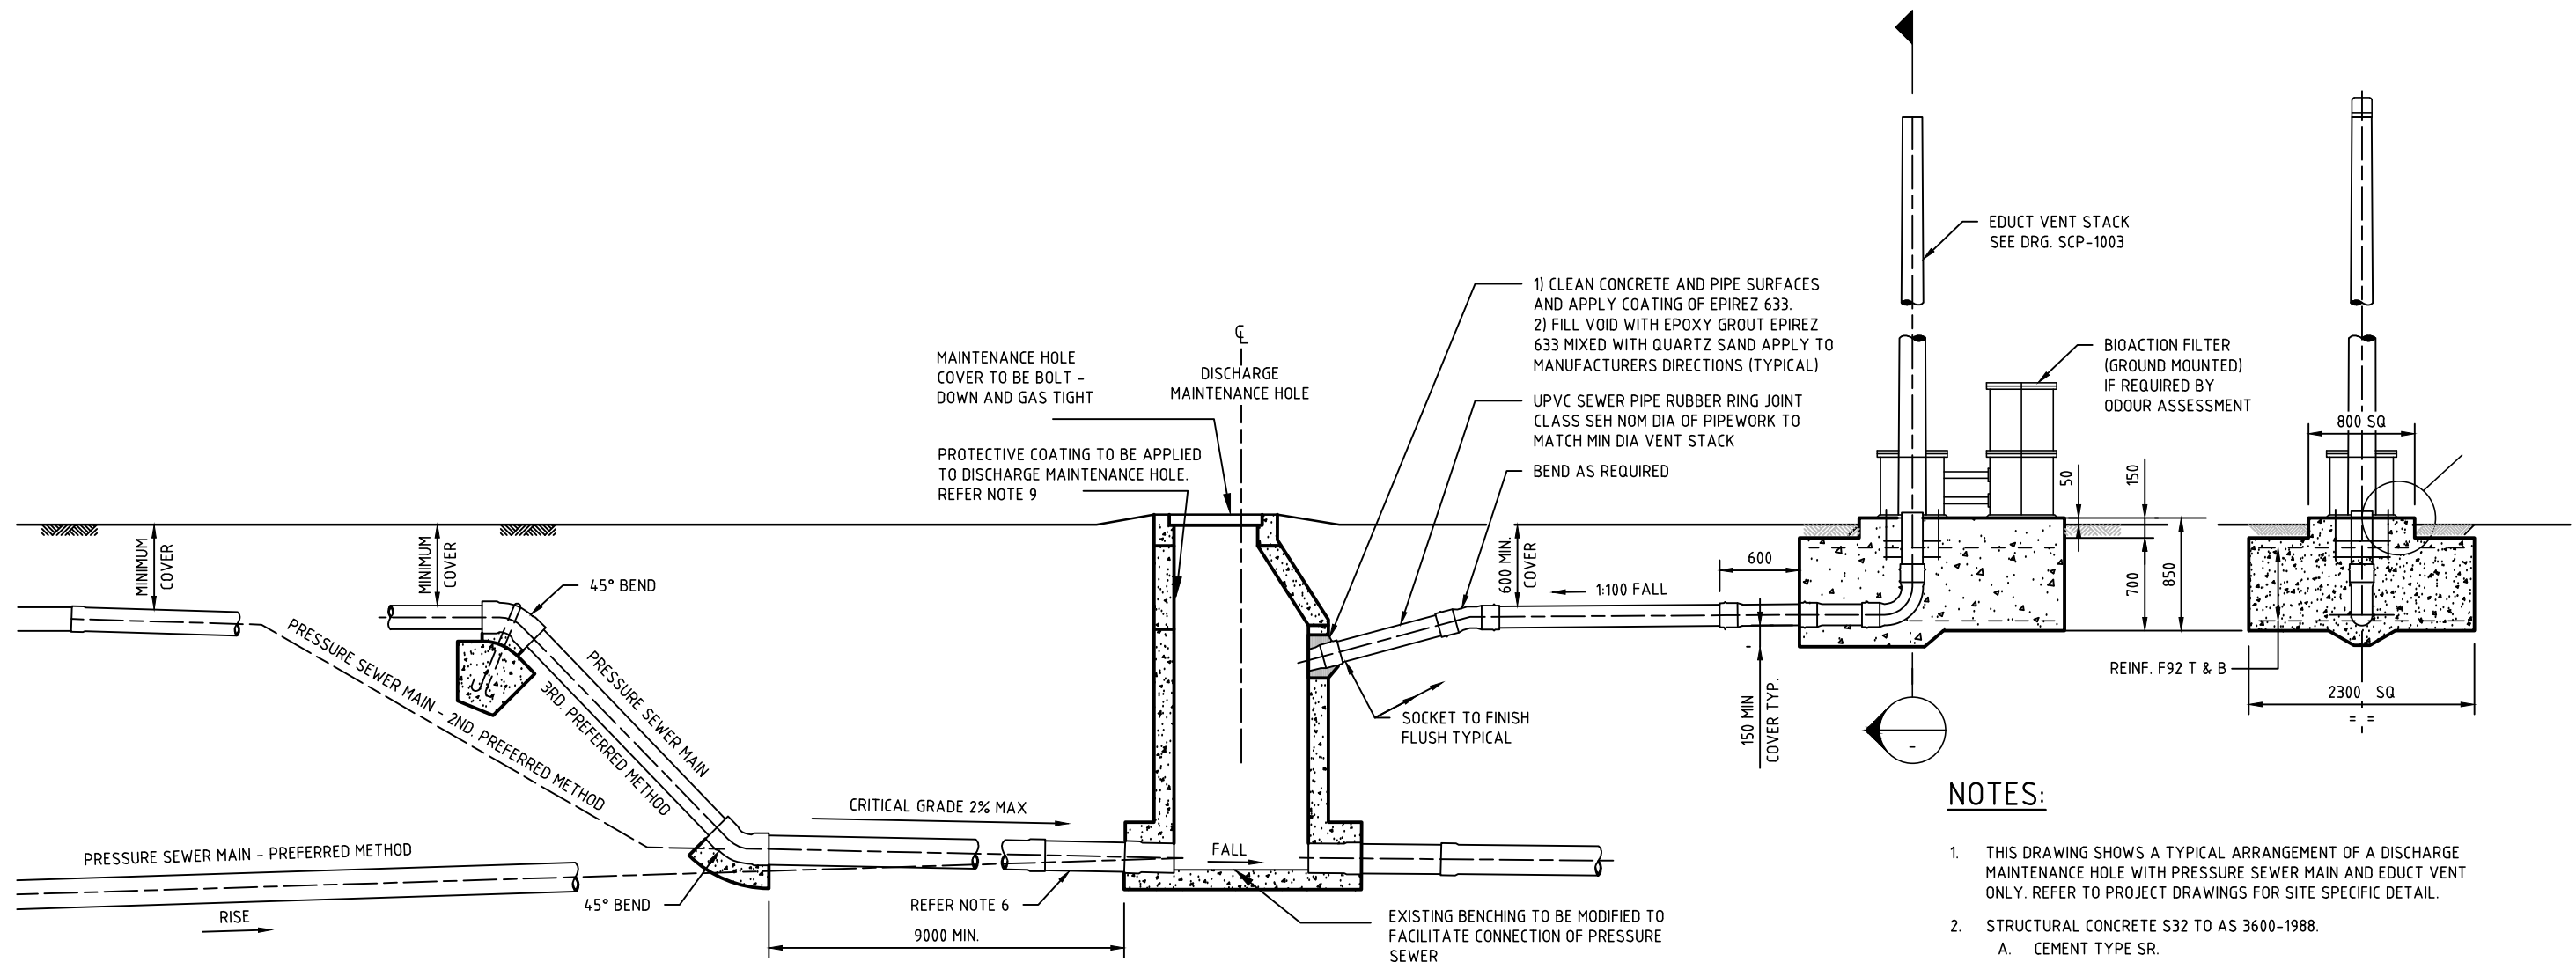 EDUCT VENT STACK
SEE DRG. SCP-1003
1) CLEAN CONCRETE AND PIPE SURFACES
AND APPLY COATING OF EPIREZ 633.
2) FILL VOID WITH EPOXY GROUT EPIREZ
633 MIXED WITH QUARTZ SAND APPLY TO
MANUFACTURERS DIRECTIONS (TYPICAL)
BIOACTION FILTER
(GROUND MOUNTED)
IF REQUIRED BY
ODOUR ASSESSMENT
MAINTENANCE HOLE
COVER TO BE BOLT -
DOWN AND GAS TIGHT
℄
DISCHARGE
MAINTENANCE HOLE
UPVC SEWER PIPE RUBBER RING JOINT
CLASS SEH NOM DIA OF PIPEWORK TO
MATCH MIN DIA VENT STACK
800 SQ
PROTECTIVE COATING TO BE APPLIED
TO DISCHARGE MAINTENANCE HOLE.
REFER NOTE 9
BEND AS REQUIRED
50
150
MINIMUM
COVER
MINIMUM
COVER
45° BEND
600 MIN.
COVER
600
1:100 FALL
700
850
PRESSURE SEWER MAIN - 2ND. PREFERRED METHOD
PRESSURE SEWER MAIN
3RD. PREFERRED METHOD
REINF. F92 T & B
2300 SQ
= =
SOCKET TO FINISH
FLUSH TYPICAL
150 MIN
COVER TYP.
-
-
CRITICAL GRADE 2% MAX
PRESSURE SEWER MAIN - PREFERRED METHOD
RISE
45° BEND
REFER NOTE 6
9000 MIN.
FALL
EXISTING BENCHING TO BE MODIFIED TO
FACILITATE CONNECTION OF PRESSURE
SEWER
NOTES:
1. THIS DRAWING SHOWS A TYPICAL ARRANGEMENT OF A DISCHARGE
MAINTENANCE HOLE WITH PRESSURE SEWER MAIN AND EDUCT VENT
ONLY. REFER TO PROJECT DRAWINGS FOR SITE SPECIFIC DETAIL.
2. STRUCTURAL CONCRETE S32 TO AS 3600-1988.
A. CEMENT TYPE SR.